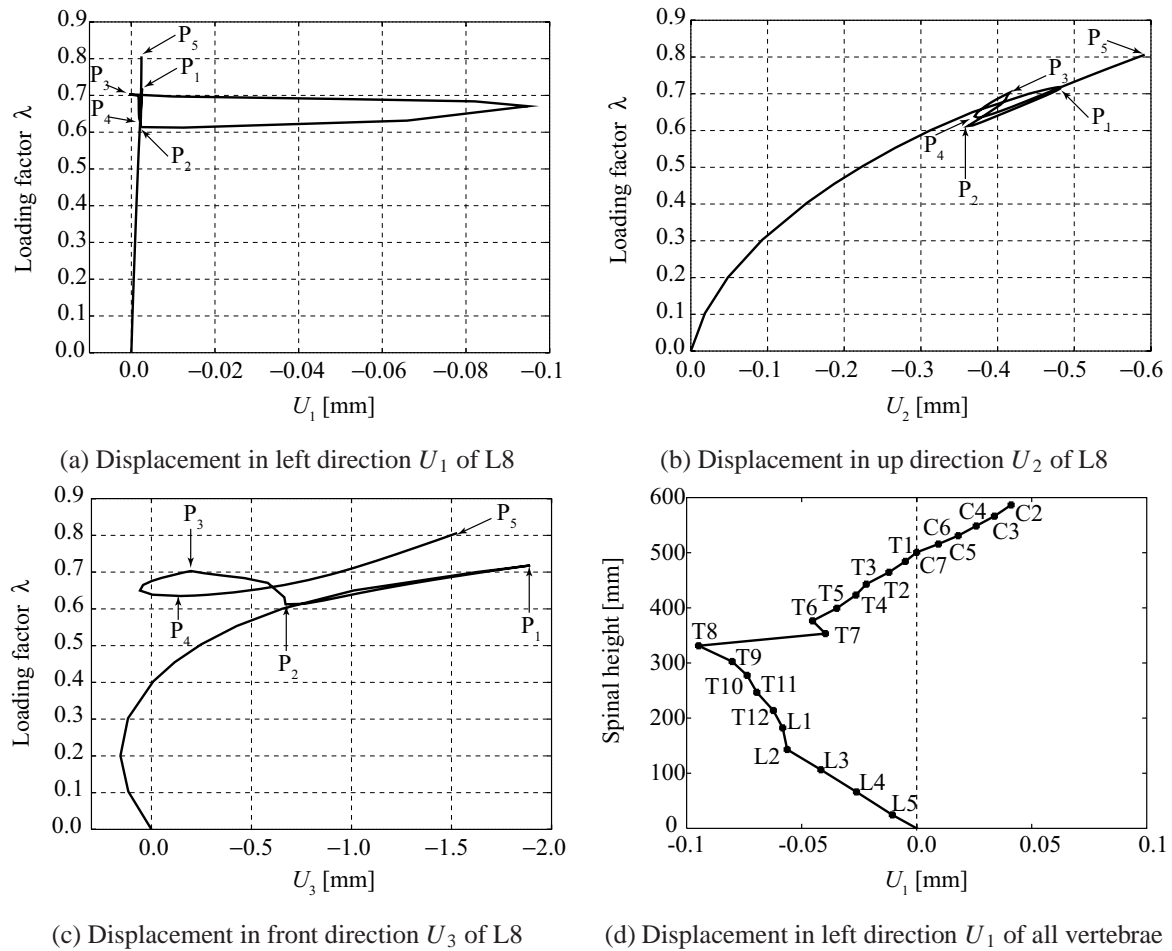 0.9
0.8
0.7
0.6
0.5
0.4
0.3
0.2
0.1
0.0
Loading factor λ
P5
P1
P3
P4
P2
0.0 −0.02 −0.04 −0.06 −0.08 −0.1
U1 [mm]
(a) Displacement in left direction U1 of L8
0.9
0.8
0.7
0.6
0.5
0.4
0.3
0.2
0.1
0.0
Loading factor λ
P5
P3
P1
P4
P2
0.0 −0.1 −0.2 −0.3 −0.4 −0.5 −0.6
U2 [mm]
(b) Displacement in up direction U2 of L8
0.9
0.8
0.7
0.6
0.5
0.4
0.3
0.2
0.1
0.0
Loading factor λ
P3
P5
P4
P2
P1
0.0 −0.5 −1.0 −1.5 −2.0
U3 [mm]
(c) Displacement in front direction U3 of L8
600
500
400
300
200
100
0
Spinal height [mm]
C2
C4
C3
C6
C5
T1
C7
T3
T2
T5
T4
T6
T7
T8
T9
T10
T11
T12
L1
L2
L3
L4
L5
-0.1 -0.05 0.0 0.05 0.1
U1 [mm]
(d) Displacement in left direction U1 of all vertebrae